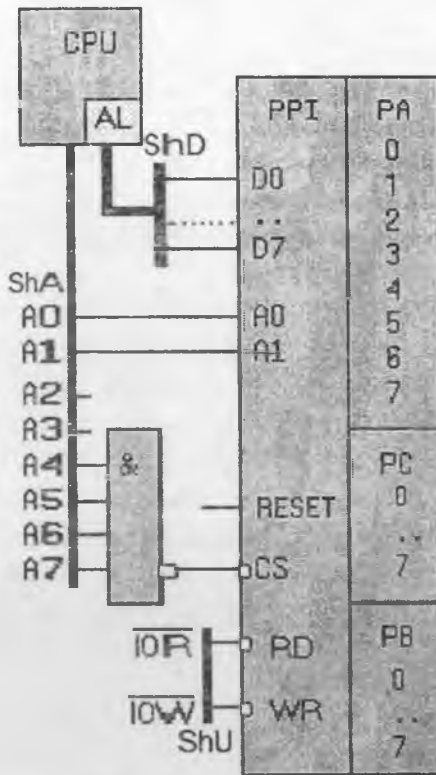 CPU
AL
ShD
PPI
PA
0
1
2
3
4
5
6
7
D0
..
D7
ShA
A0
A1
A2
A3
A4
A5
A6
A7
A0
A1
&
RESET
CS
PC
0
..
7
IOR
RD
IOW
WR
ShU
PB
0
..
7